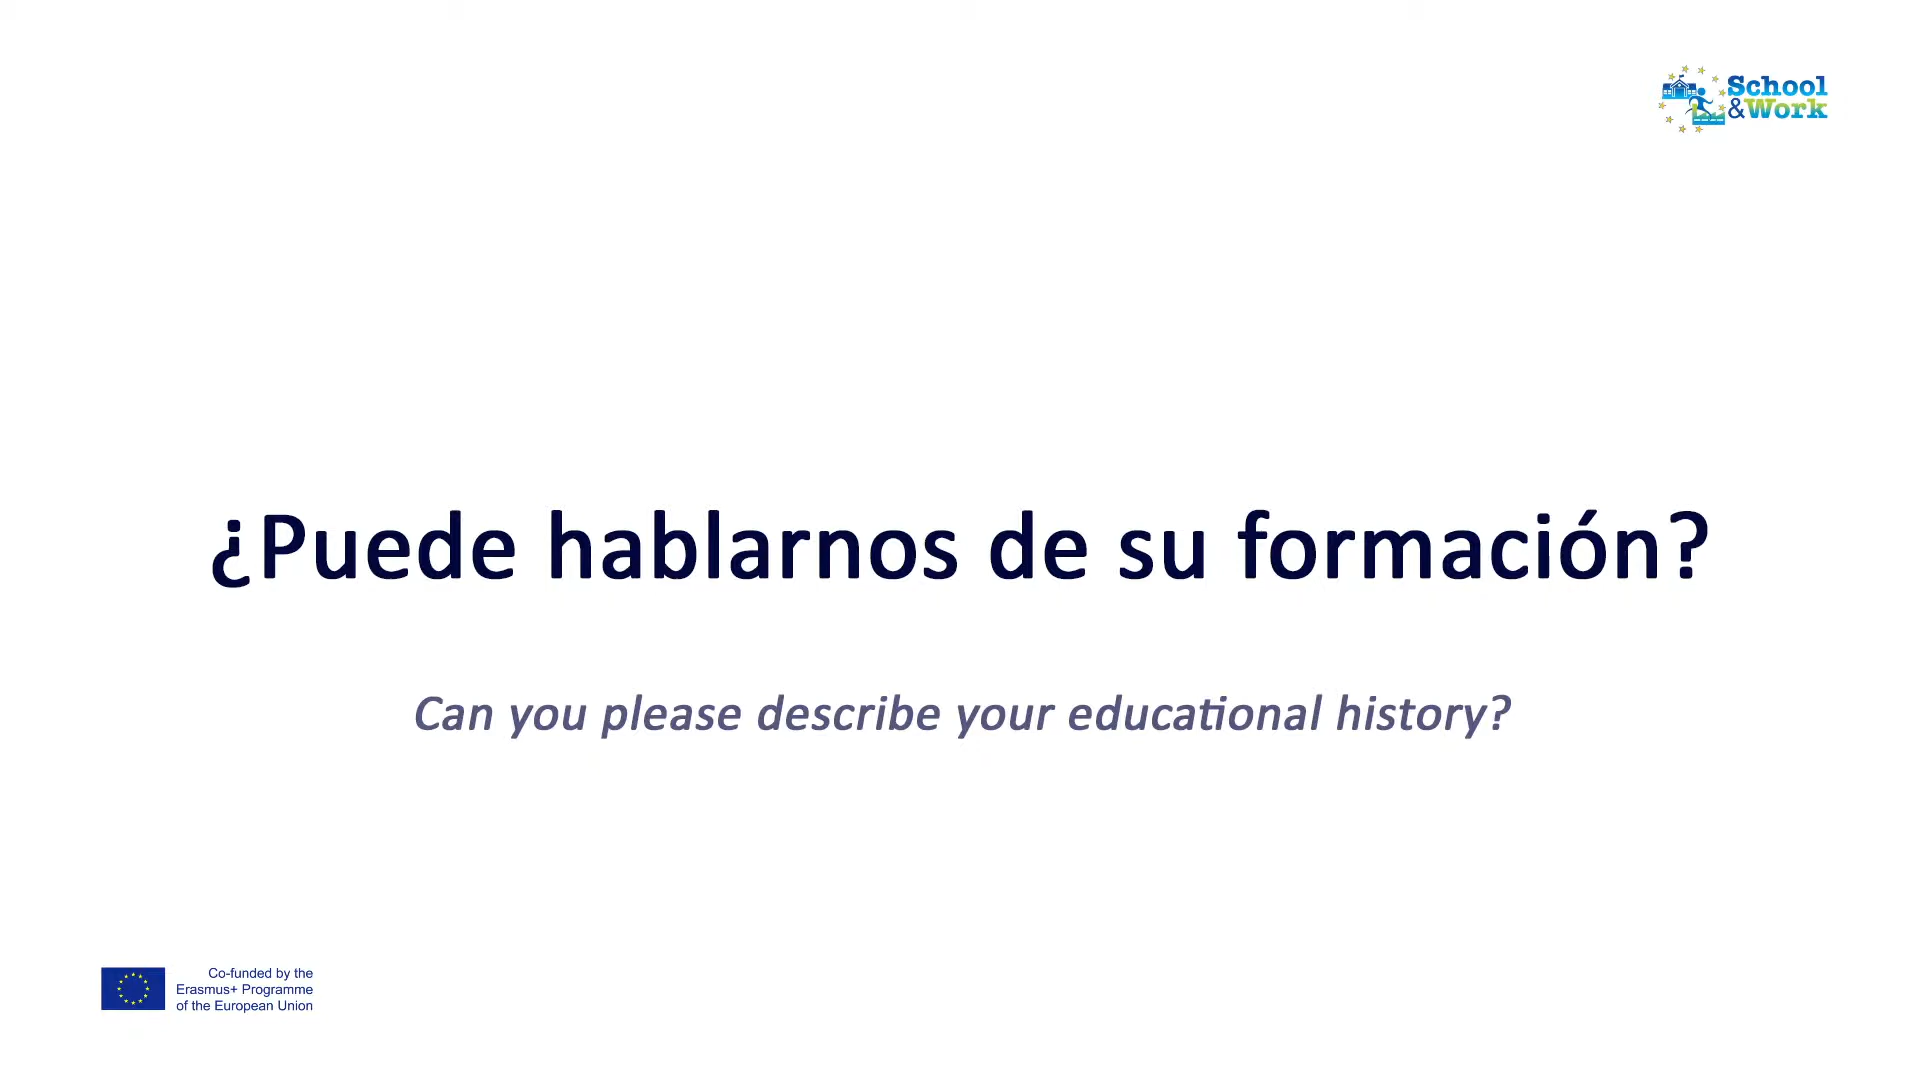 School
&Work
¿Puede hablarnos de su formación?
Can you please describe your educational history?
Co-funded by the
Erasmus+ Programme
of the European Union